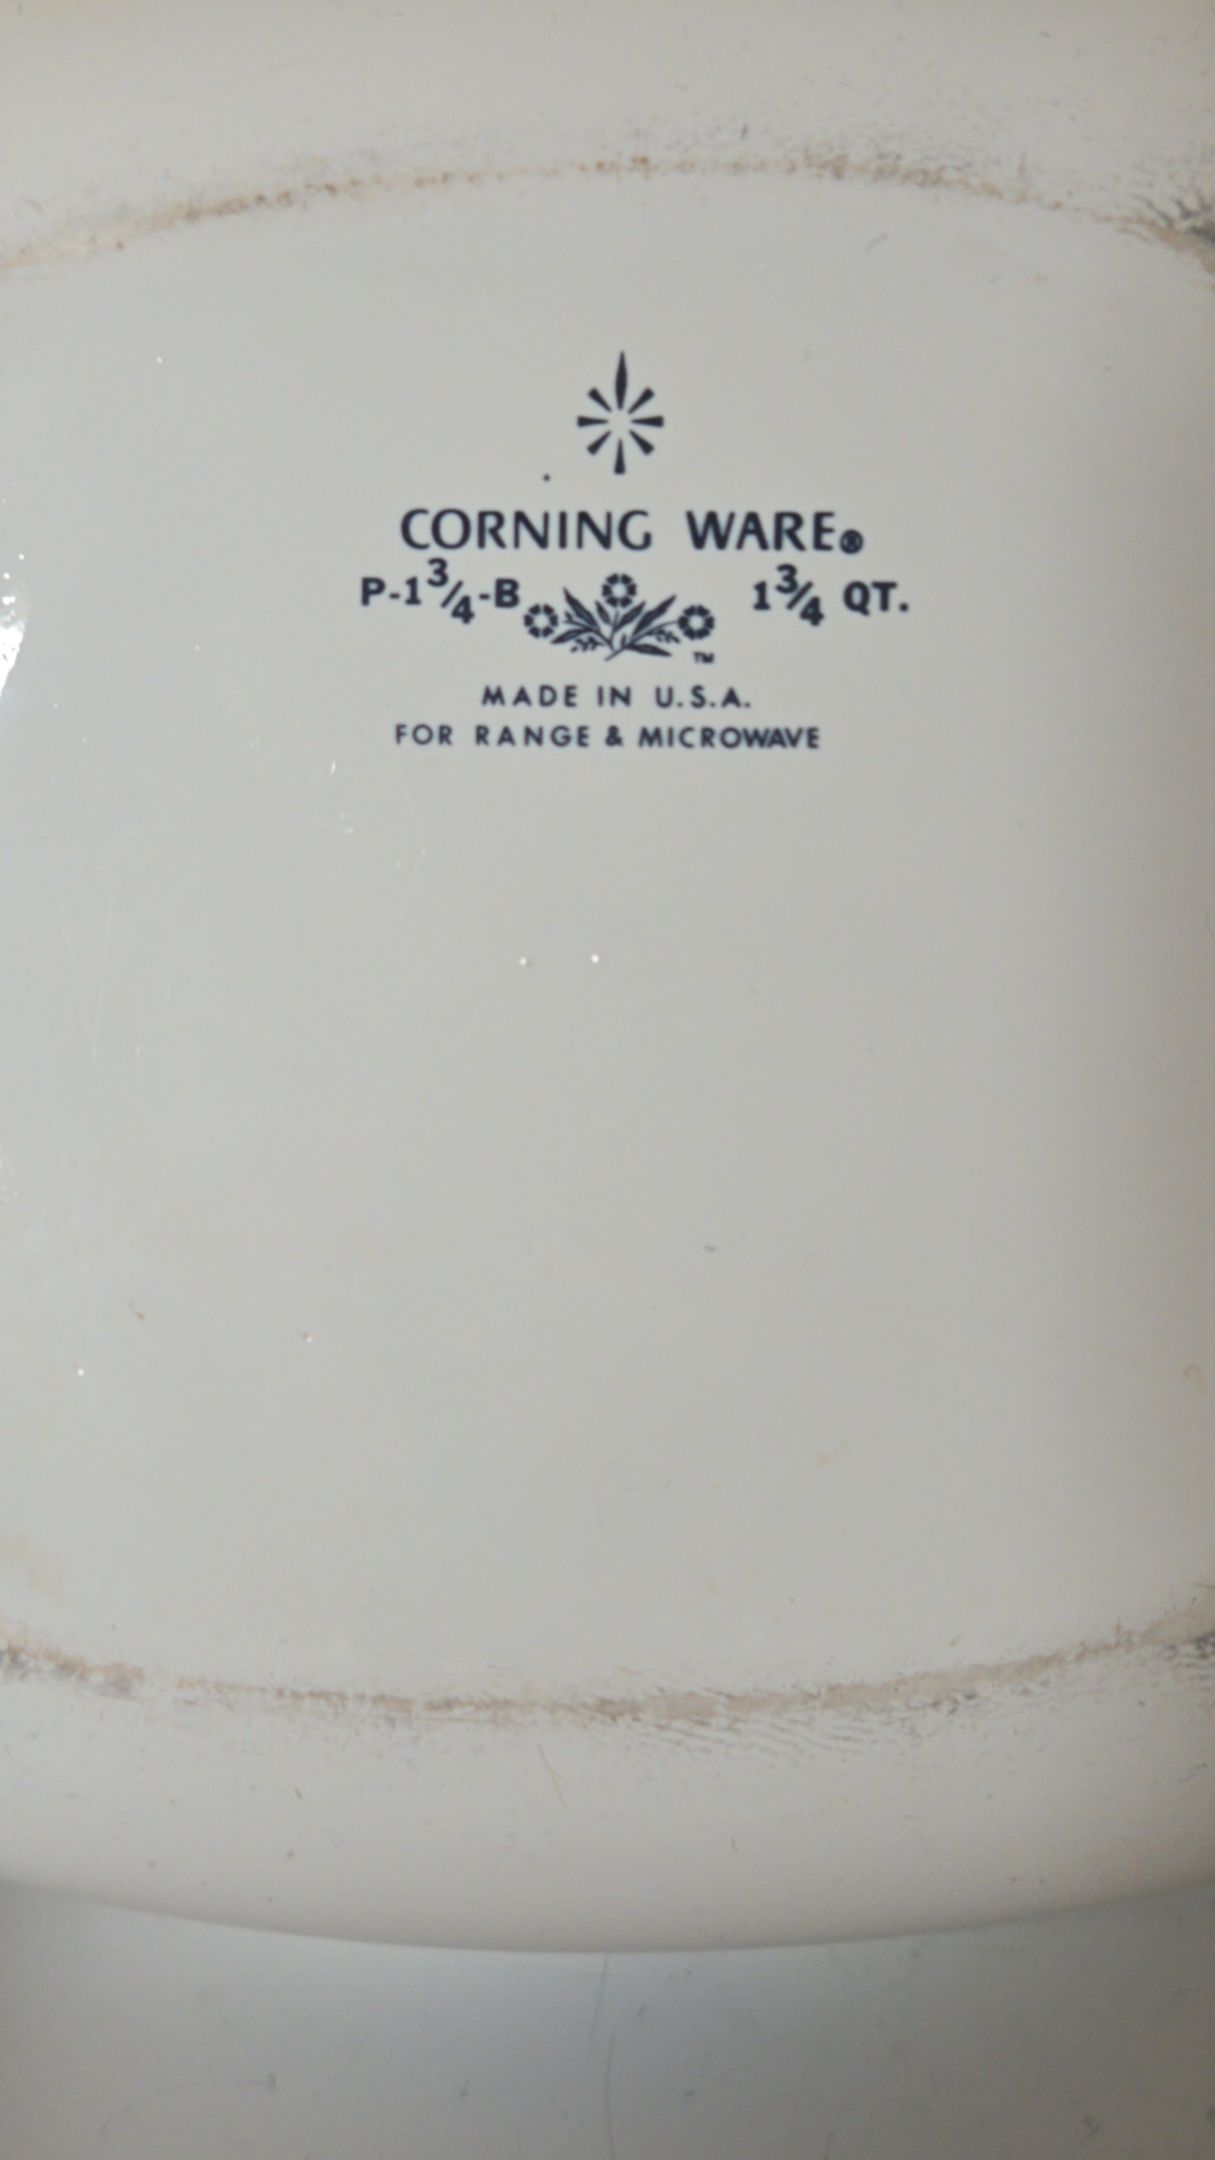 CORNING WARE®
P-1¾-B 1¾ QT.
TM
MADE IN U.S.A.
FOR RANGE & MICROWAVE